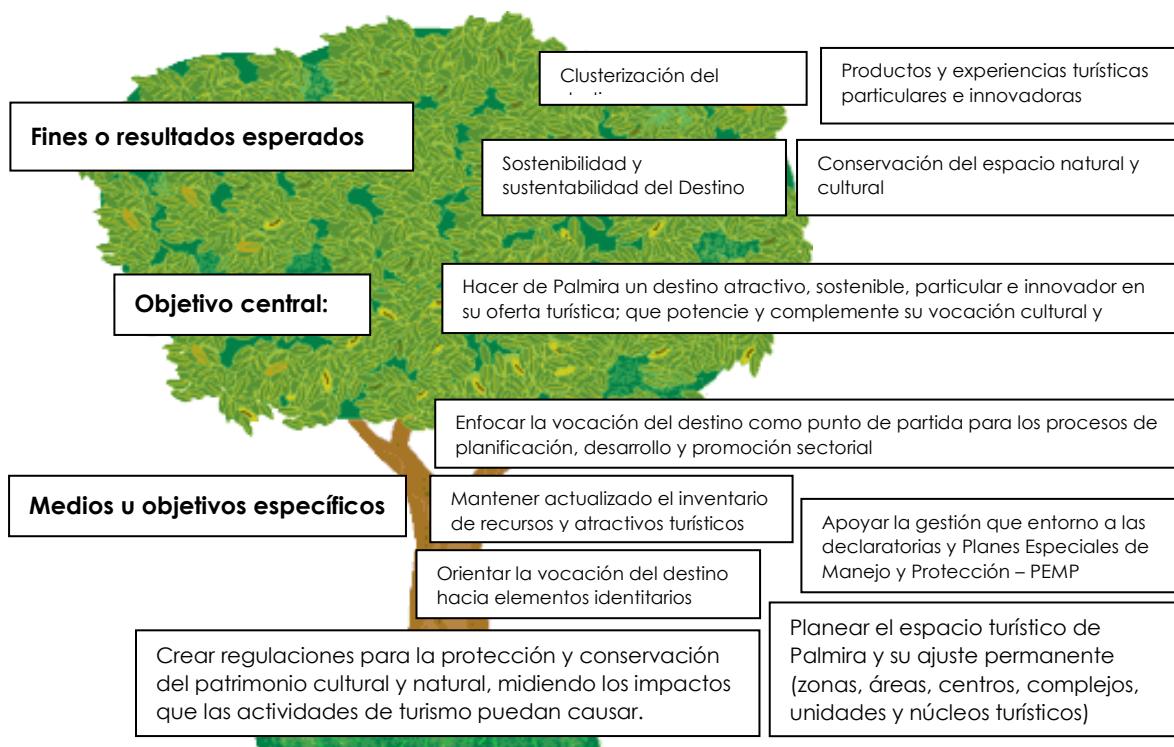 Clusterización del
Productos y experiencias turísticas
particulares e innovadoras
Fines o resultados esperados
Sostenibilidad y
sustentabilidad del Destino
Conservación del espacio natural y
cultural
Objetivo central:
Hacer de Palmira un destino atractivo, sostenible, particular e innovador en
su oferta turística; que potencie y complemente su vocación cultural y
Enfocar la vocación del destino como punto de partida para los procesos de
planificación, desarrollo y promoción sectorial
Medios u objetivos específicos
Mantener actualizado el inventario
de recursos y atractivos turísticos
Apoyar la gestión que entorno a las
declaratorias y Planes Especiales de
Manejo y Protección – PEMP
Orientar la vocación del destino
hacia elementos identitarios
Crear regulaciones para la protección y conservación
del patrimonio cultural y natural, midiendo los impactos
que las actividades de turismo puedan causar.
Planear el espacio turístico de
Palmira y su ajuste permanente
(zonas, áreas, centros, complejos,
unidades y núcleos turísticos)